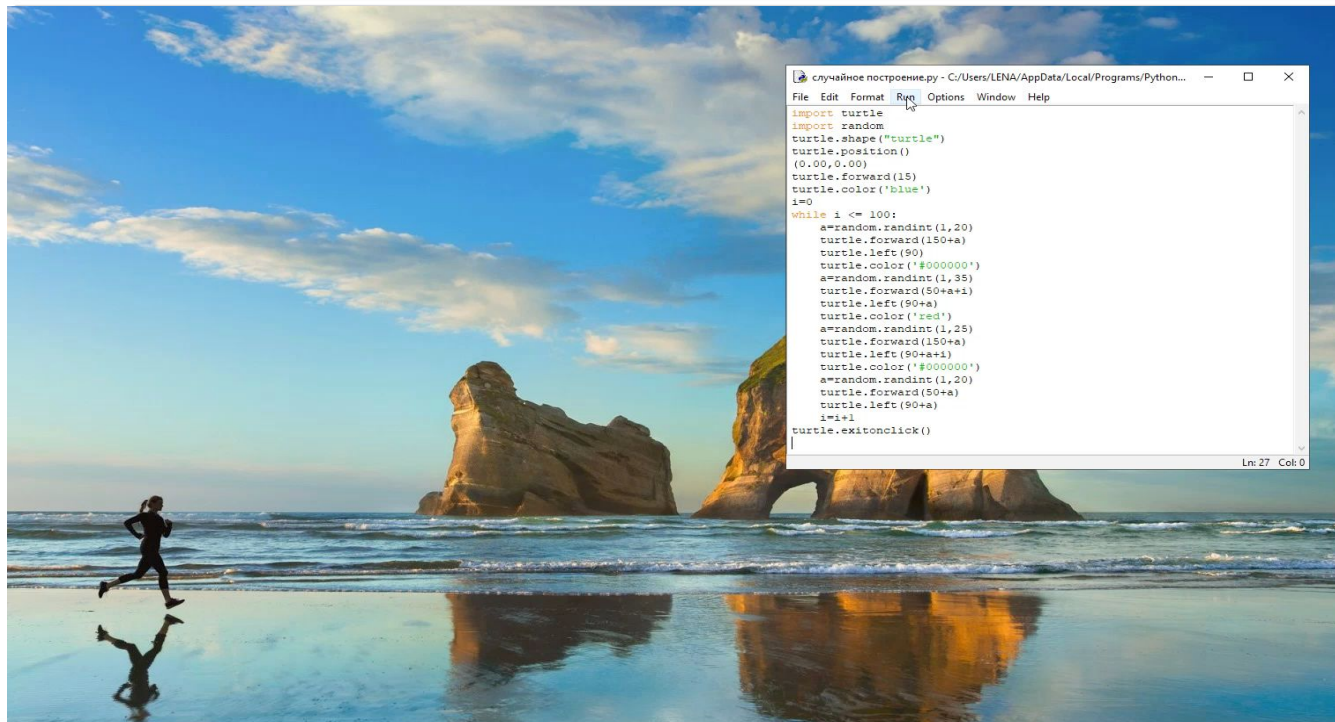 случайное построение.py - C:/Users/LENA/AppData/Local/Programs/Python...
File Edit Format Run Options Window Help
import turtle
import random
turtle.shape("turtle")
turtle.position()
(0.00,0.00)
turtle.forward(15)
turtle.color('blue')
i=0
while i <= 100:
    a=random.randint(1,20)
    turtle.forward(150+a)
    turtle.left(90)
    turtle.color('#000000')
    a=random.randint(1,35)
    turtle.forward(50+a+i)
    turtle.left(90+a)
    turtle.color('red')
    a=random.randint(1,25)
    turtle.forward(150+a)
    turtle.left(90+a+i)
    turtle.color('#000000')
    a=random.randint(1,20)
    turtle.forward(50+a)
    turtle.left(90+a)
    i=i+1
turtle.exitonclick()
Ln: 27 Col: 0